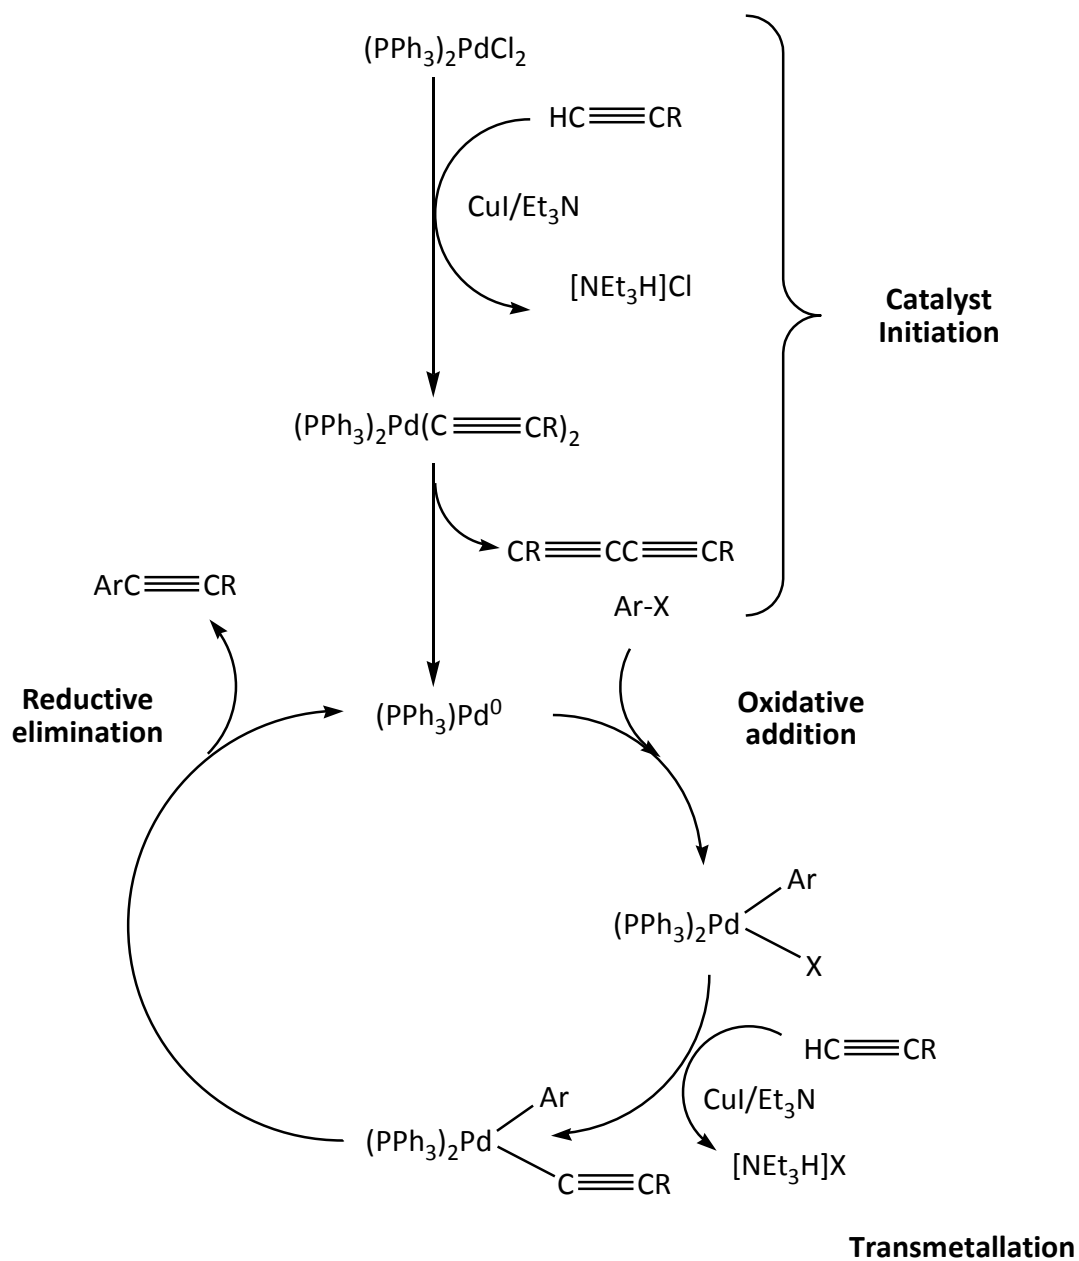 (PPh₃)₂PdCl₂
HC≡CR
CuI/Et₃N
[NEt₃H]Cl
Catalyst
Initiation
(PPh₃)₂Pd(C≡CR)₂
CR≡CC≡CR
ArC≡CR
Ar-X
Reductive
elimination
(PPh₃)Pd⁰
Oxidative
addition
Ar
(PPh₃)₂Pd
X
HC≡CR
CuI/Et₃N
[NEt₃H]X
Ar
(PPh₃)₂Pd
C≡CR
Transmetallation